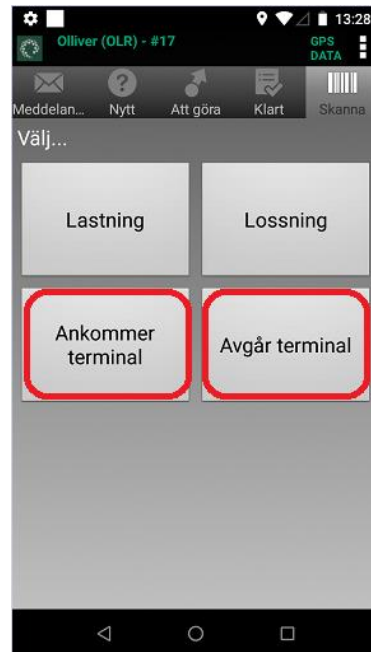 13:28
Olliver (OLR) - #17
GPS
DATA
Meddelan... Nytt Att göra Klart Skanna
Välj...
Lastning Lossning
Ankommer
terminal
Avgår terminal